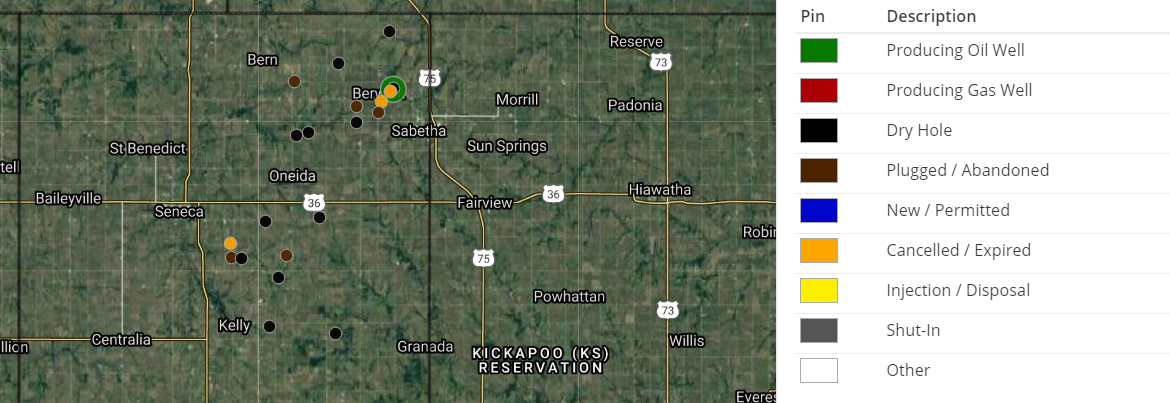 Reserve
Bern
73
75
Berw
Morrill
Padonia
Sabetha
St Benedict
Sun Springs
tell
Oneida
Baileyville
36
Hiawatha
36
Seneca
Fairview
Robin
75
Powhattan
73
Kelly
Centralia
Willis
llion
Granada
KICKAPOO (KS)
RESERVATION
Everes
Pin Description
Producing Oil Well
Producing Gas Well
Dry Hole
Plugged / Abandoned
New / Permitted
Cancelled / Expired
Injection / Disposal
Shut-In
Other